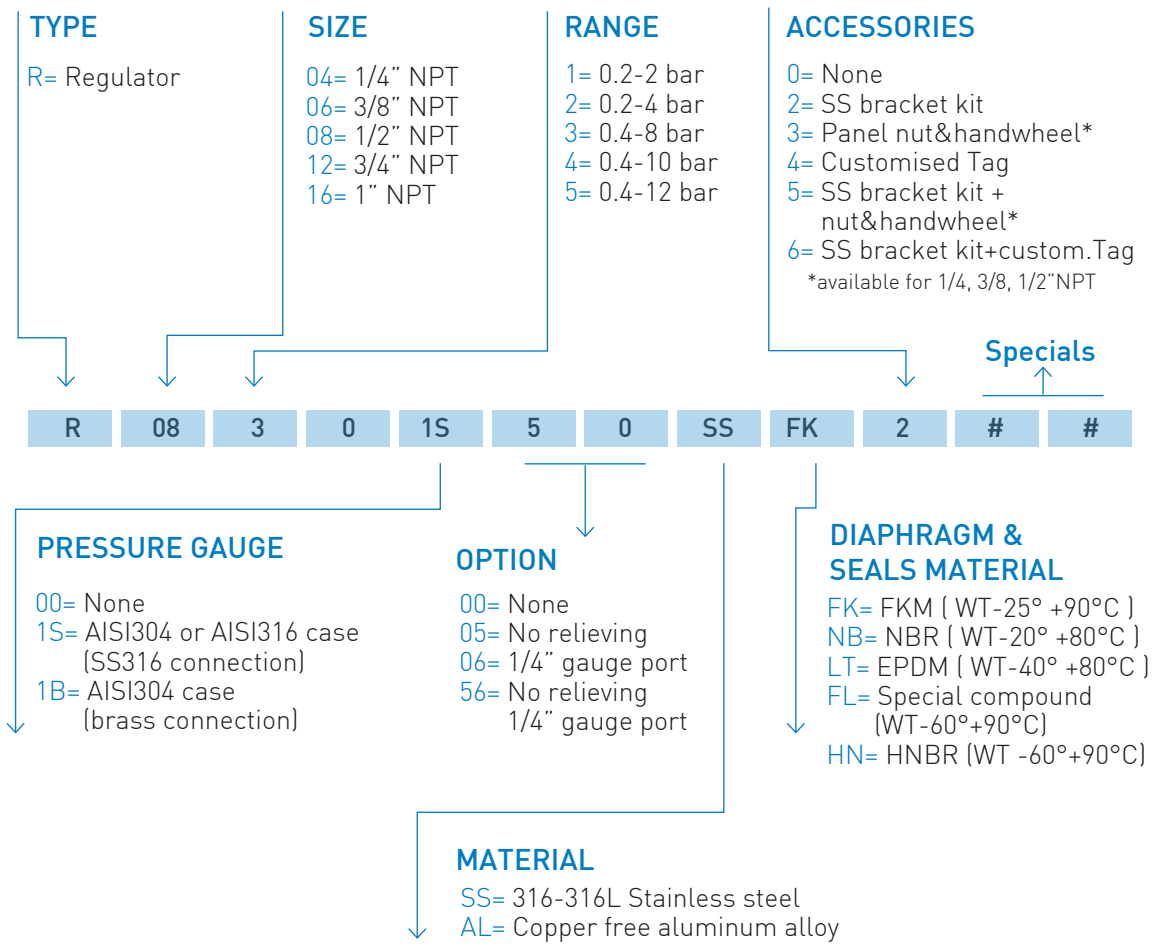 TYPE
R= Regulator
SIZE
04= 1/4” NPT
06= 3/8” NPT
08= 1/2” NPT
12= 3/4” NPT
16= 1” NPT
RANGE
1= 0.2-2 bar
2= 0.2-4 bar
3= 0.4-8 bar
4= 0.4-10 bar
5= 0.4-12 bar
ACCESSORIES
0= None
2= SS bracket kit
3= Panel nut&handwheel*
4= Customised Tag
5= SS bracket kit +
nut&handwheel*
6= SS bracket kit+custom.Tag
*available for 1/4, 3/8, 1/2”NPT
Specials
R 08 3 0 1S 5 0 SS FK 2 # #
PRESSURE GAUGE
00= None
1S= AISI304 or AISI316 case
(SS316 connection)
1B= AISI304 case
(brass connection)
OPTION
00= None
05= No relieving
06= 1/4” gauge port
56= No relieving
1/4” gauge port
DIAPHRAGM &
SEALS MATERIAL
FK= FKM ( WT-25° +90°C )
NB= NBR ( WT-20° +80°C )
LT= EPDM ( WT-40° +80°C )
FL= Special compound
(WT-60°+90°C)
HN= HNBR (WT -60°+90°C)
MATERIAL
SS= 316-316L Stainless steel
AL= Copper free aluminum alloy